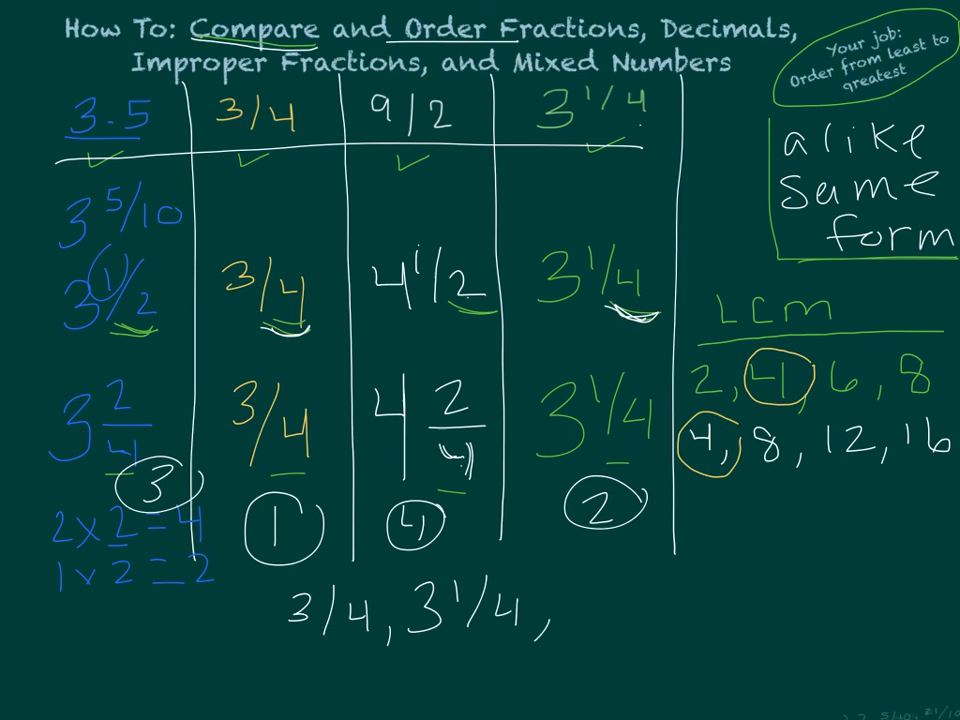 How To: Compare and Order Fractions, Decimals,
Improper Fractions, and Mixed Numbers
Your job:
Order from least to
greatest
3.5 3/4 9/2 3 1/4
alike
same
form
3 5/10
3 1/2 3/4 4 1/2 3 1/4
LCM
2, 4, 6, 8
4, 8, 12, 16
3 2/4 3/4 4 2/4 3 1/4
3 1 4 2
2 x 2 = 4
1 x 2 = 2
3/4, 3 1/4,